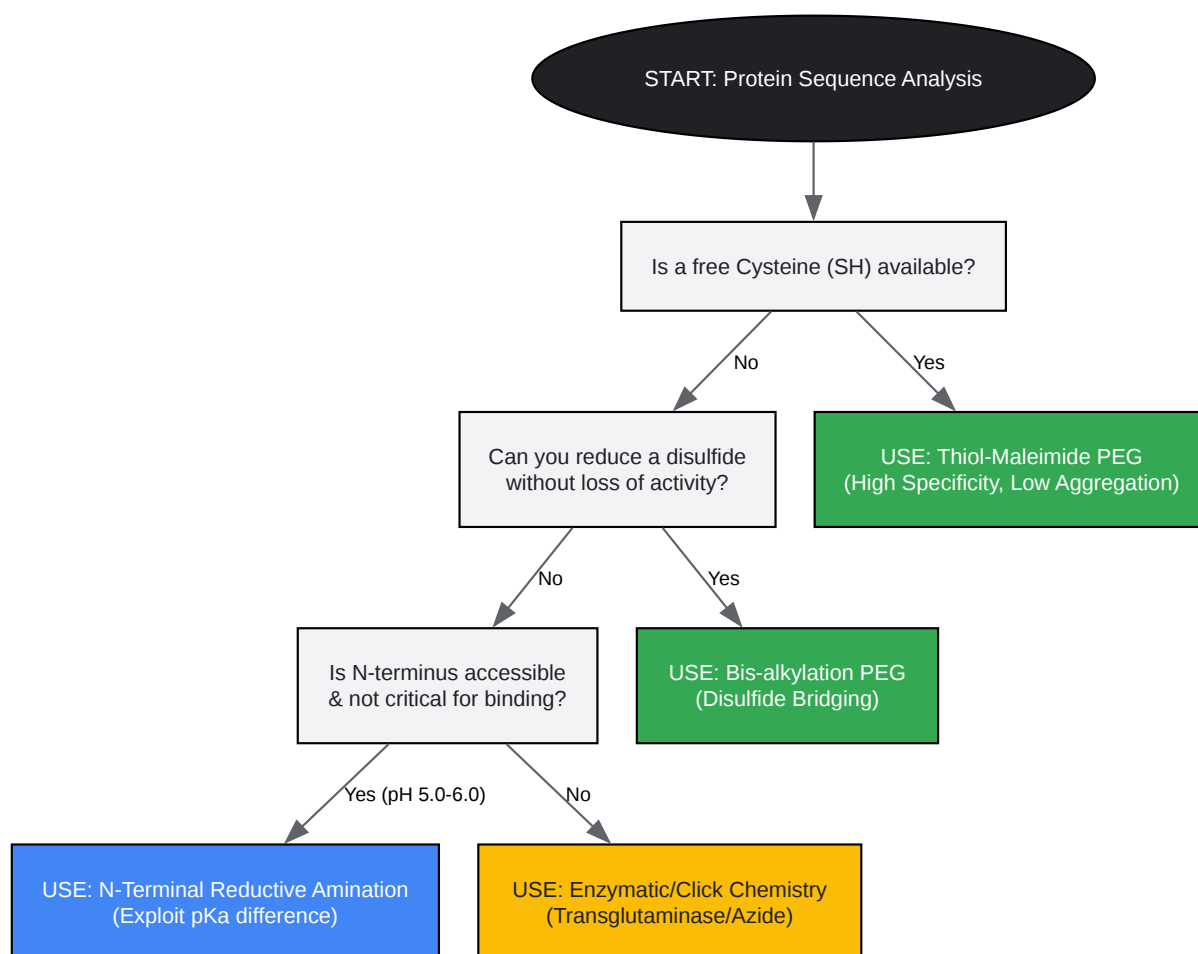 START: Protein Sequence Analysis
Is a free Cysteine (SH) available?
No
Yes
Can you reduce a disulfide
without loss of activity?
USE: Thiol-Maleimide PEG
(High Specificity, Low Aggregation)
No
Yes
Is N-terminus accessible
& not critical for binding?
USE: Bis-alkylation PEG
(Disulfide Bridging)
Yes (pH 5.0-6.0)
No
USE: N-Terminal Reductive Amination
(Exploit pKa difference)
USE: Enzymatic/Click Chemistry
(Transglutaminase/Azide)